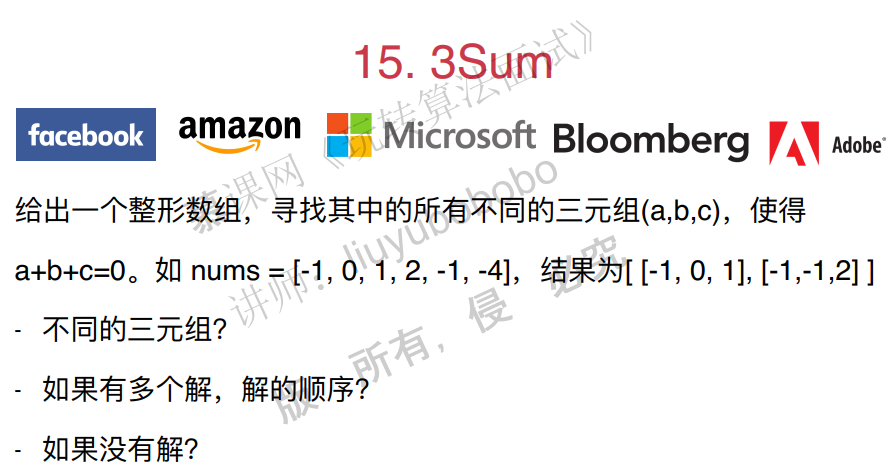 15. 3Sum
facebook amazon Microsoft Bloomberg Adobe
给出一个整形数组，寻找其中的所有不同的三元组(a,b,c)，使得
a+b+c=0。如 nums = [-1, 0, 1, 2, -1, -4]，结果为[ [-1, 0, 1], [-1,-1,2] ]
- 不同的三元组？
- 如果有多个解，解的顺序？
- 如果没有解？
慕课网《玩转算法面试》
讲师：liuyubobobo
版 所有，侵 必究